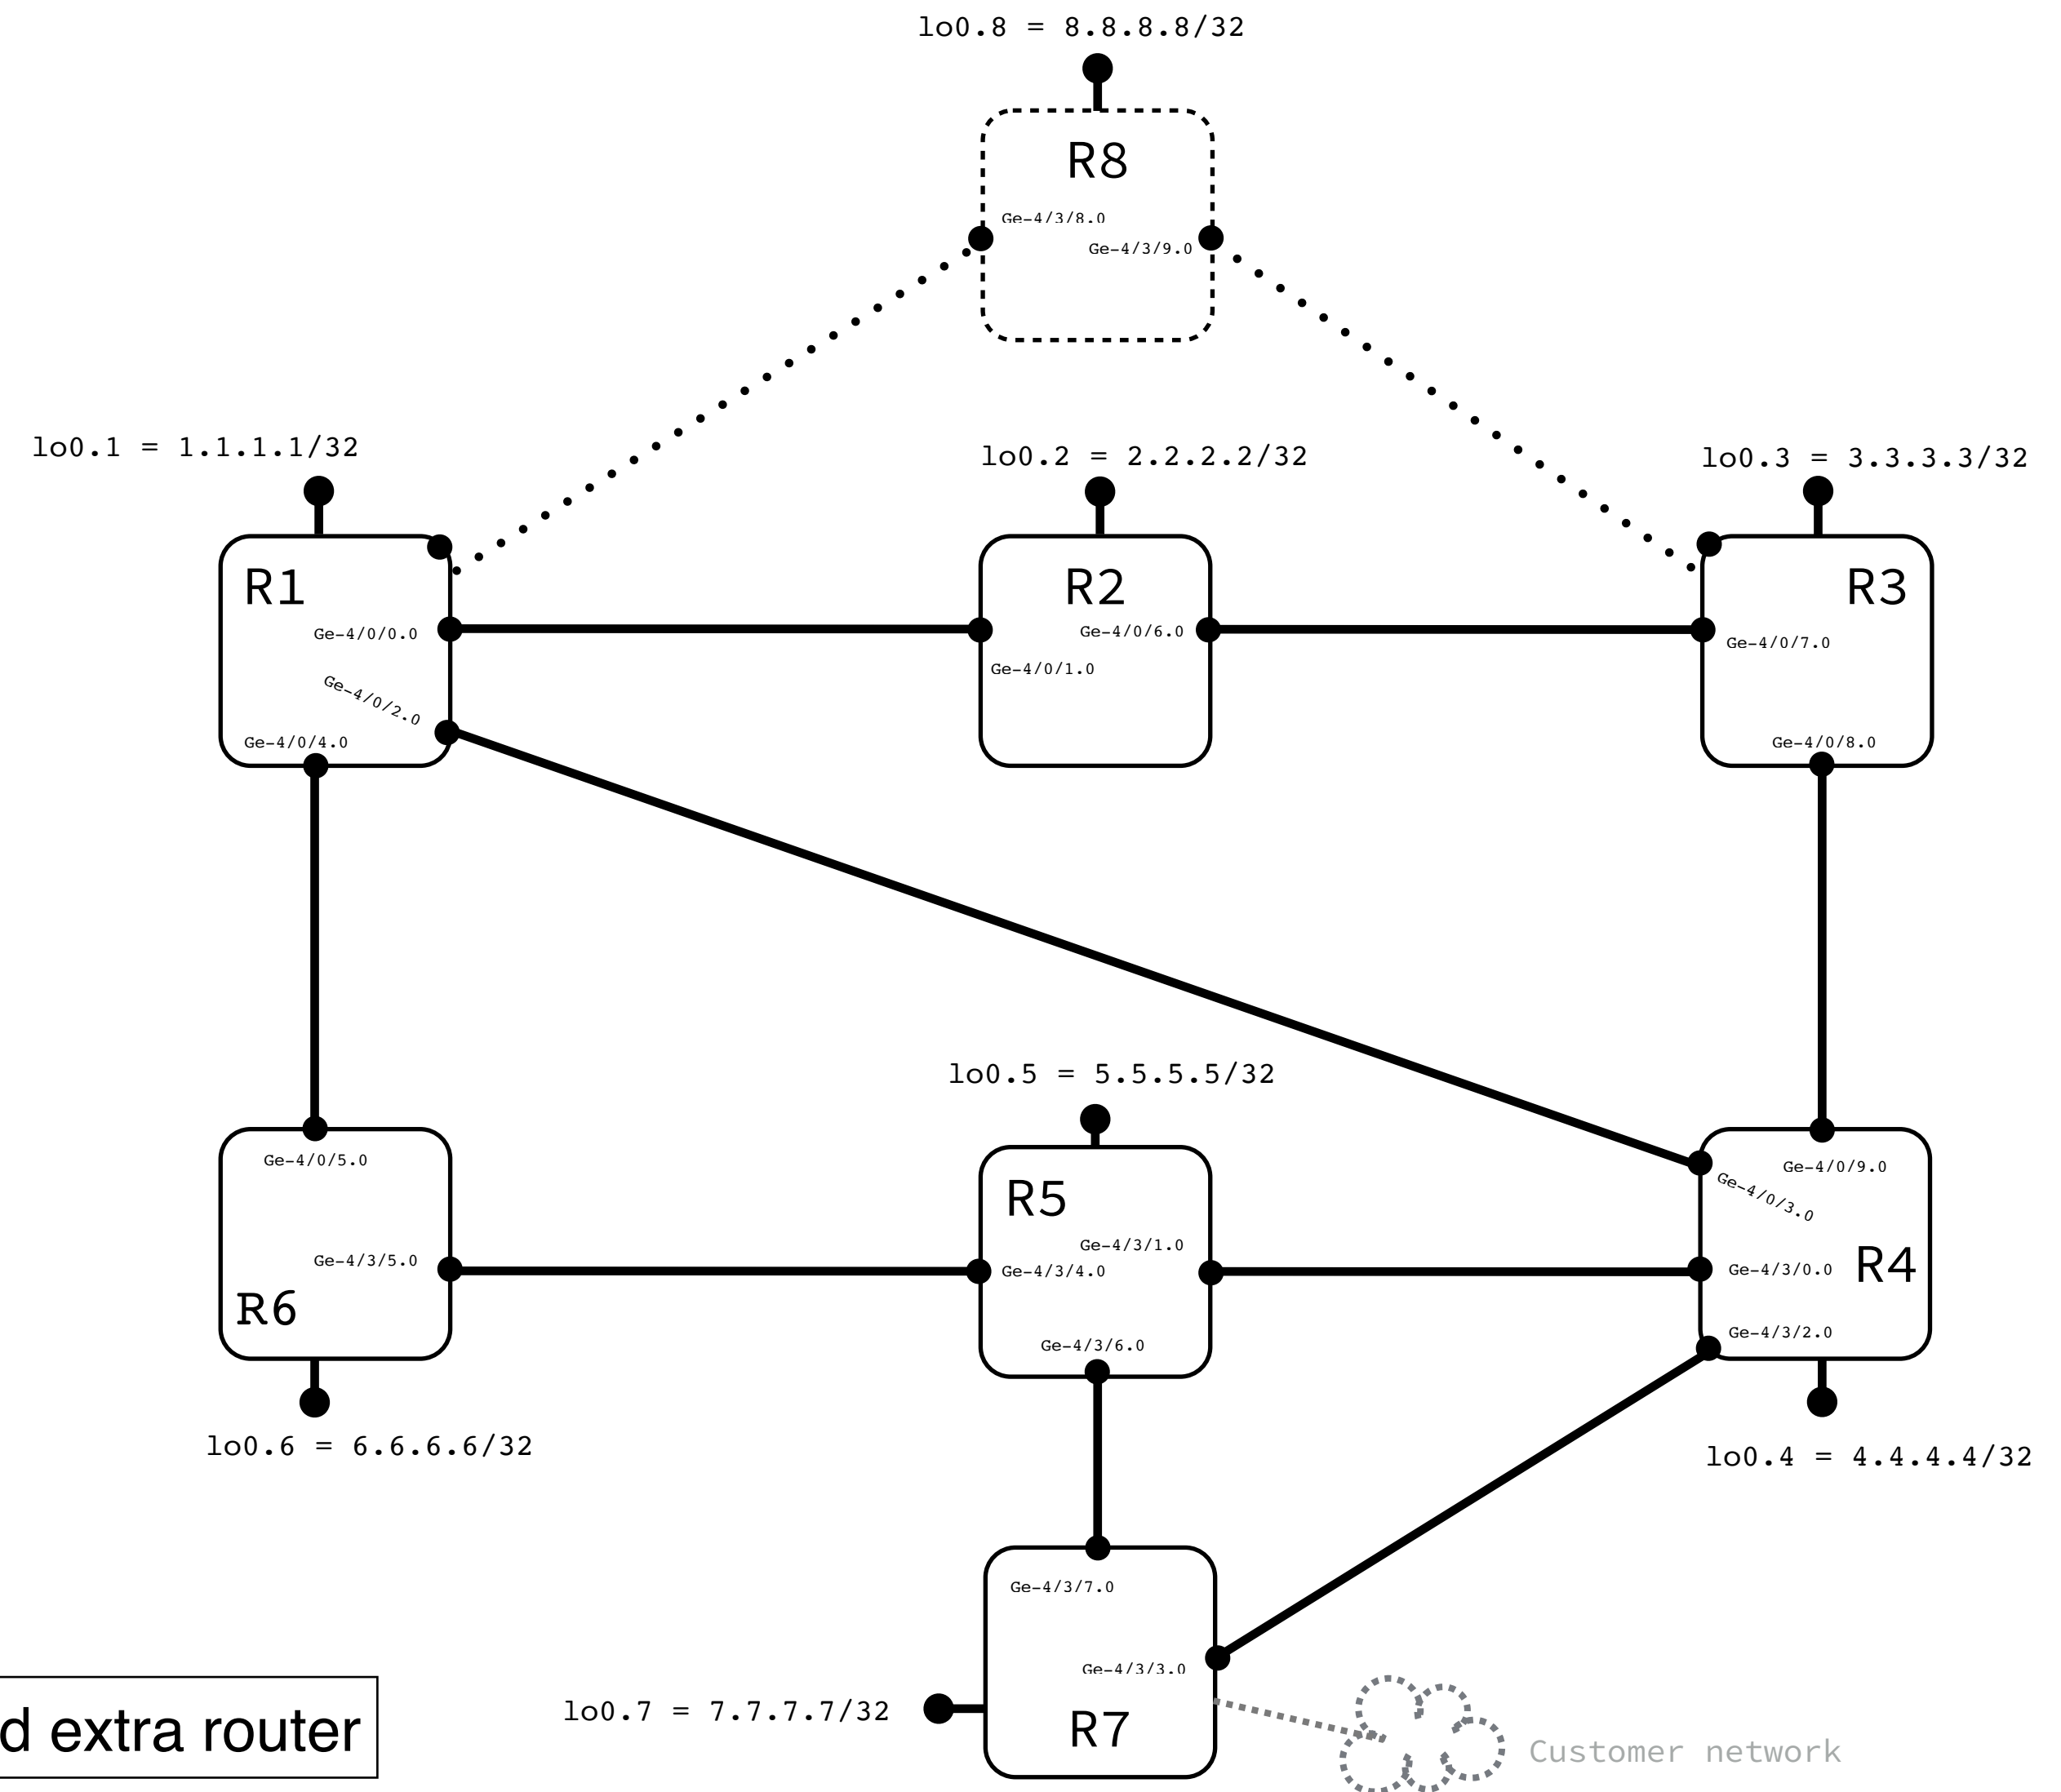 lo0.8 = 8.8.8.8/32
R8
Ge-4/3/8.0
Ge-4/3/9.0
lo0.1 = 1.1.1.1/32
lo0.2 = 2.2.2.2/32
lo0.3 = 3.3.3.3/32
R1
R2
R3
Ge-4/0/0.0
Ge-4/0/6.0
Ge-4/0/7.0
Ge-4/0/1.0
Ge-4/0/2.0
Ge-4/0/4.0
Ge-4/0/8.0
lo0.5 = 5.5.5.5/32
Ge-4/0/5.0
Ge-4/0/9.0
Ge-4/0/3.0
R5
Ge-4/3/1.0
Ge-4/3/5.0
Ge-4/3/4.0
Ge-4/3/0.0
R4
R6
Ge-4/3/6.0
Ge-4/3/2.0
lo0.6 = 6.6.6.6/32
lo0.4 = 4.4.4.4/32
Ge-4/3/7.0
Ge-4/3/3.0
lo0.7 = 7.7.7.7/32
R7
d extra router
Customer network